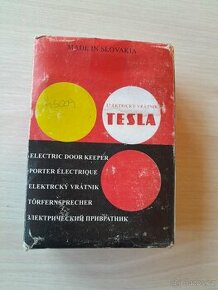 MADE IN SLOVAKIA
ELEKTRICKÝ VRÁTNIK
TESLA
ELECTRIC DOOR KEEPER
PORTER ÉLECTRIQUE
ELEKTRCKÝ VRÁTNIK
TÖRFERNSPRECHER
ЭЛЕКТРИЧЕСКИЙ ПРИВРАТНИК